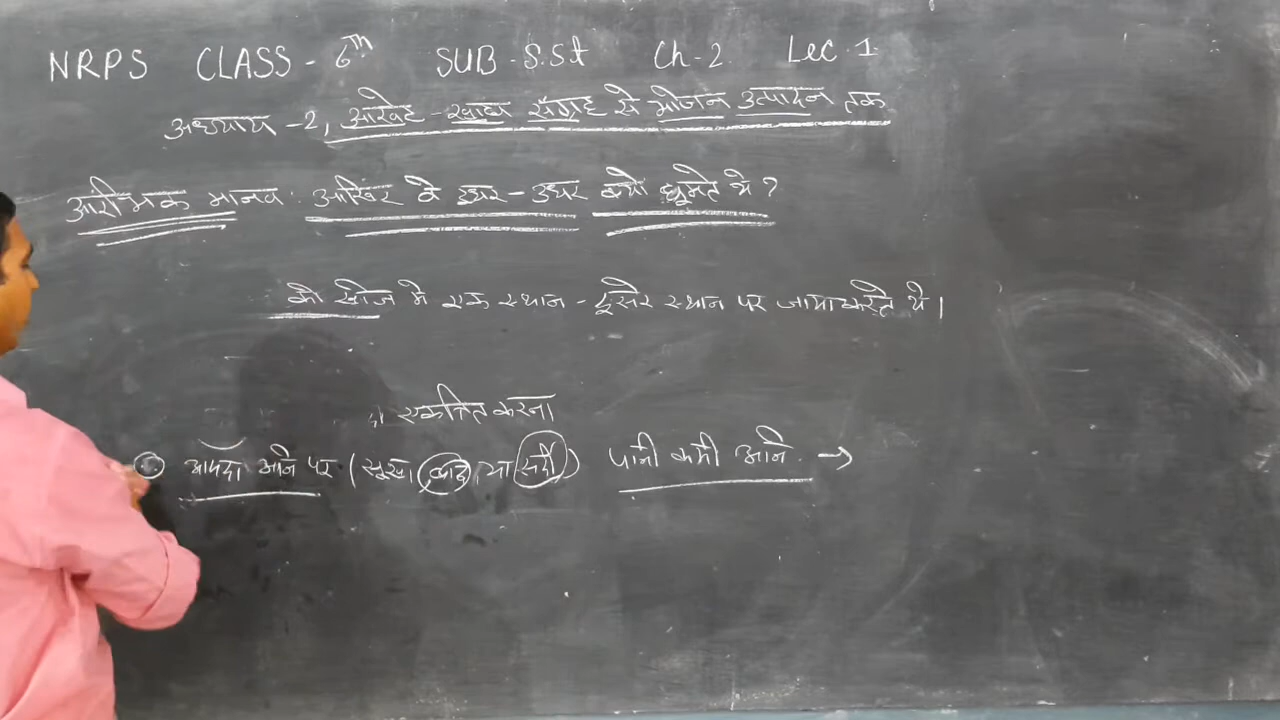 NRPS CLASS - 6th SUB - S.St Ch-2. Lec.1
अध्याय -2, आखेट -खाद्य संग्रह से भोजन उत्पादन तक
आरंभिक मानव : आखिर वे इधर - उधर क्यों घूमते थे?
की खोज में एक स्थान - दूसरे स्थान पर जाया करते थे।
एकत्रित करना
आपदा आने पर (सूखा, बाढ़, या सर्दी) पानी कमी आने →